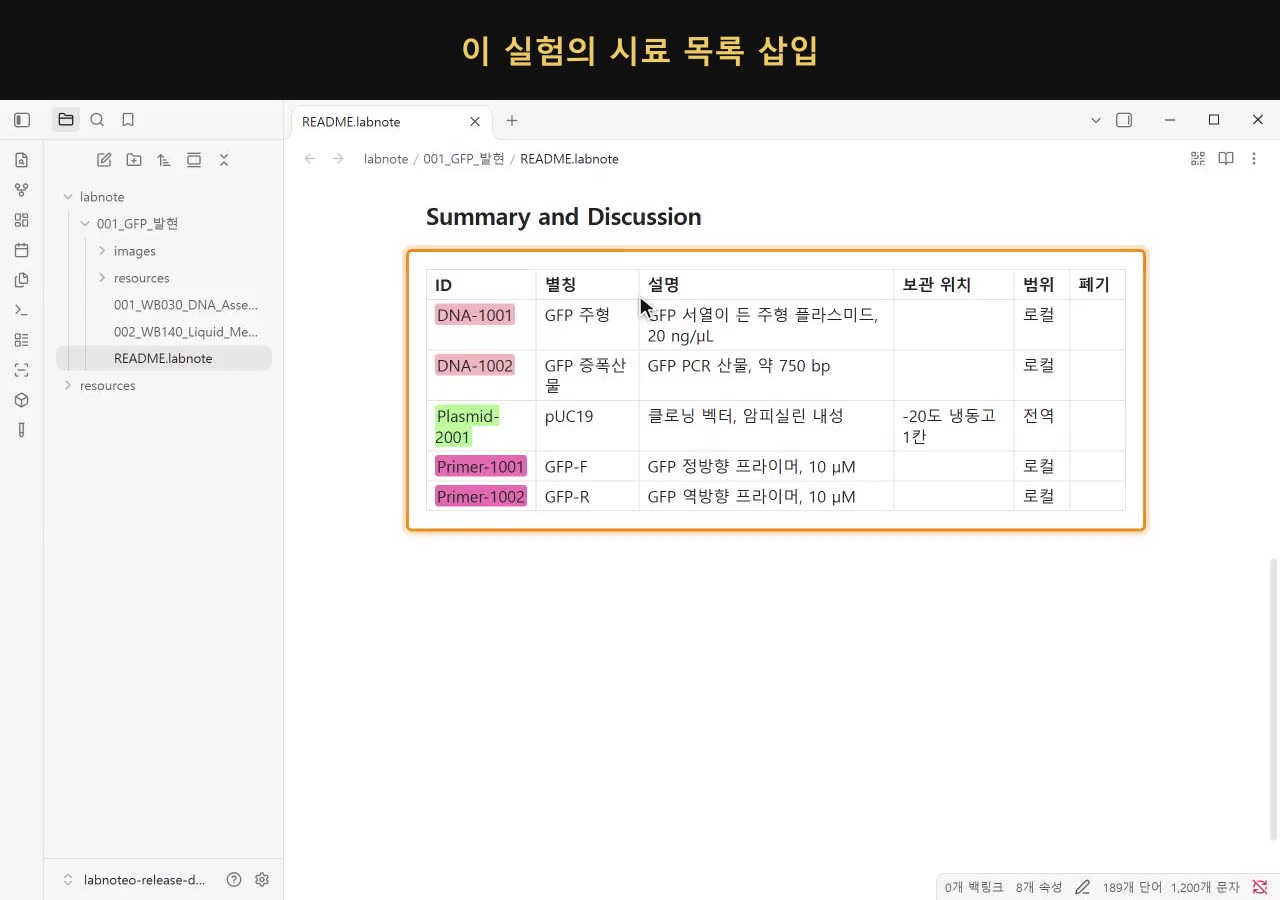 이 실험의 시료 목록 삽입
README.labnote
labnote / 001_GFP_발현 / README.labnote
labnote
001_GFP_발현
images
resources
001_WB030_DNA_Asse...
002_WB140_Liquid_Me...
README.labnote
resources
Summary and Discussion
ID 별칭 설명 보관 위치 범위 폐기
DNA-1001 GFP 주형 GFP 서열이 든 주형 플라스미드, 로컬
20 ng/µL
DNA-1002 GFP 증폭산 GFP PCR 산물, 약 750 bp 로컬
물
Plasmid- pUC19 클로닝 벡터, 암피실린 내성 -20도 냉동고 전역
2001 1칸
Primer-1001 GFP-F GFP 정방향 프라이머, 10 µM 로컬
Primer-1002 GFP-R GFP 역방향 프라이머, 10 µM 로컬
labnoteo-release-d...
0개 백링크 8개 속성 189개 단어 1,200개 문자